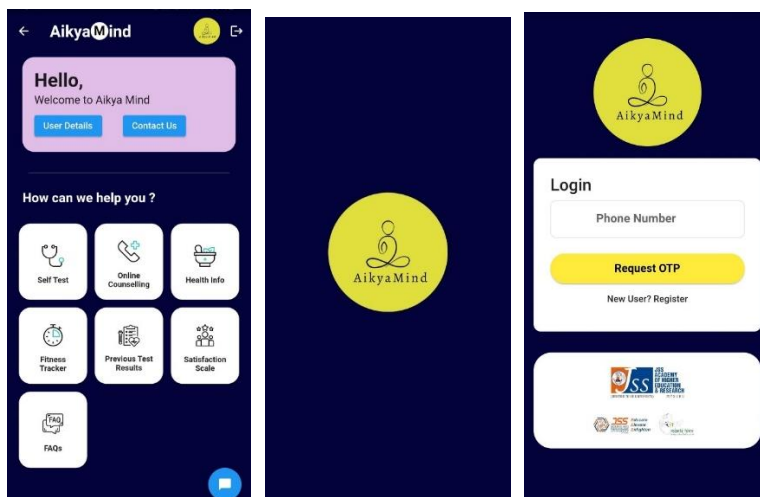 AikyaMind
Hello,
Welcome to Aikya Mind
User Details
Contact Us
How can we help you ?
Self Test
Online
Counselling
Health Info
Fitness
Tracker
Previous Test
Results
Satisfaction
Scale
FAQ
FAQs
AikyaMind
AikyaMind
Login
Phone Number
Request OTP
New User? Register
JSS
JSS
ACADEMY
OF HIGHER
EDUCATION
& RESEARCH
JSS